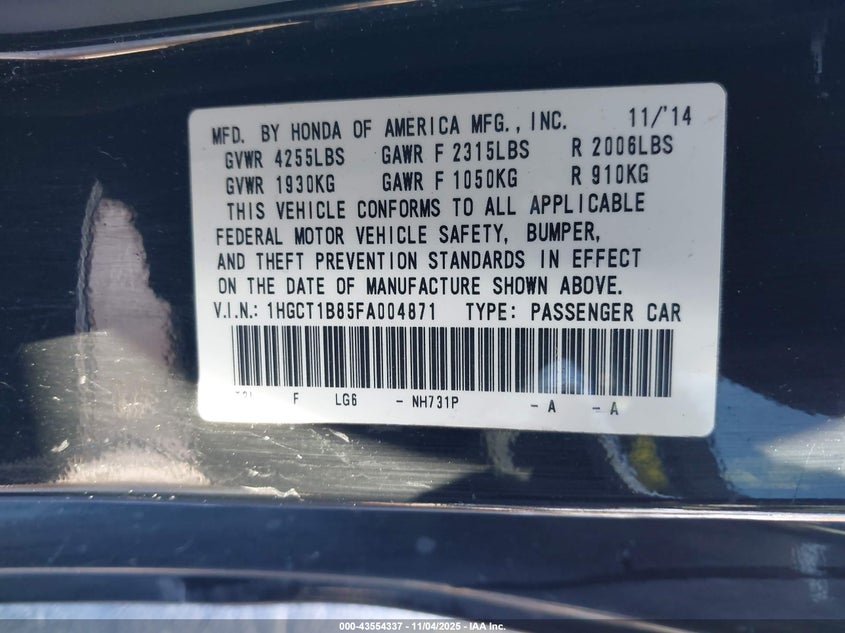 MFD. BY HONDA OF AMERICA MFG., INC. 11/'14
GVWR 4255LBS GAWR F 2315LBS R 2006LBS
GVWR 1930KG GAWR F 1050KG R 910KG
THIS VEHICLE CONFORMS TO ALL APPLICABLE
FEDERAL MOTOR VEHICLE SAFETY, BUMPER,
AND THEFT PREVENTION STANDARDS IN EFFECT
ON THE DATE OF MANUFACTURE SHOWN ABOVE.
V.I.N.: 1HGCT1B85FA004871 TYPE: PASSENGER CAR
F LG6 - NH731P - A - A
000-43554337 - 11/04/2025 - IAA Inc.